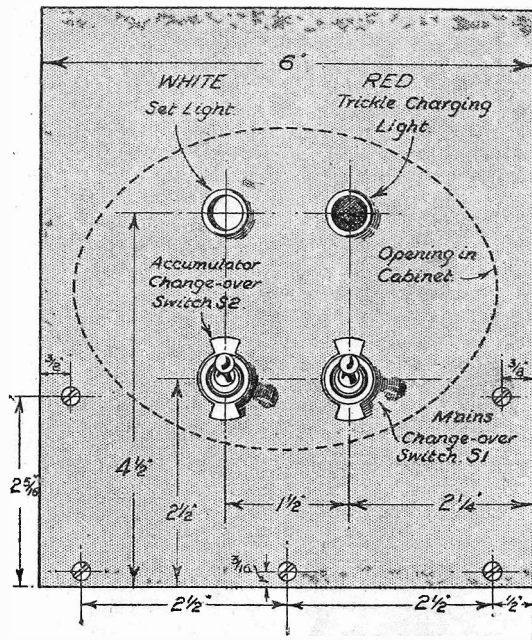 6"
WHITE
Set Light.
RED
Trickle Charging
Light.
Accumulator
Change-over
Switch S2
Opening in
Cabinet.
3/8"
3/8"
Mains
Change-over
Switch. S1
2 5/16"
4 1/2"
2 1/2"
1 1/2"
2 1/4"
3/16"
2 1/2"
2 1/2"
1/2"